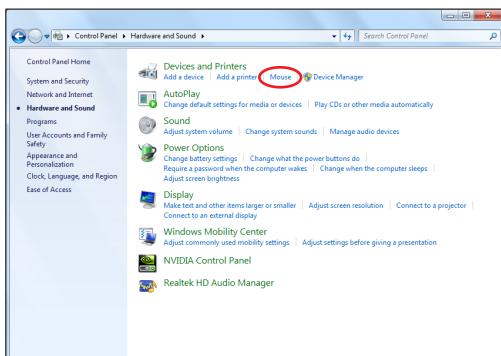 Control Panel ▸ Hardware and Sound ▸
Search Control Panel
Control Panel Home
System and Security
Network and Internet
Hardware and Sound
Programs
User Accounts and Family
Safety
Appearance and
Personalization
Clock, Language, and Region
Ease of Access
Devices and Printers
Add a device | Add a printer | Mouse | Device Manager
AutoPlay
Change default settings for media or devices | Play CDs or other media automatically
Sound
Adjust system volume | Change system sounds | Manage audio devices
Power Options
Change battery settings | Change what the power buttons do |
Require a password when the computer wakes | Change when the computer sleeps |
Adjust screen brightness
Display
Make text and other items larger or smaller | Adjust screen resolution | Connect to a projector |
Connect to an external display
Windows Mobility Center
Adjust commonly used mobility settings | Adjust settings before giving a presentation
NVIDIA Control Panel
Realtek HD Audio Manager